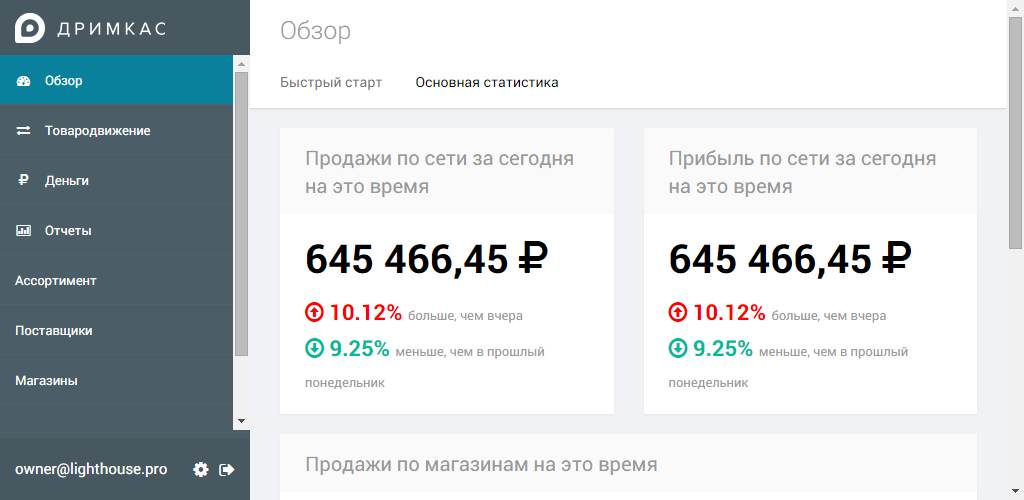 ДРИМКАС
Обзор
Товародвижение
Деньги
Отчеты
Ассортимент
Поставщики
Магазины
owner@lighthouse.pro
Обзор
Быстрый старт Основная статистика
Продажи по сети за сегодня
на это время
645 466,45 ₽
10.12% больше, чем вчера
9.25% меньше, чем в прошлый
понедельник
Прибыль по сети за сегодня
на это время
645 466,45 ₽
10.12% больше, чем вчера
9.25% меньше, чем в прошлый
понедельник
Продажи по магазинам на это время